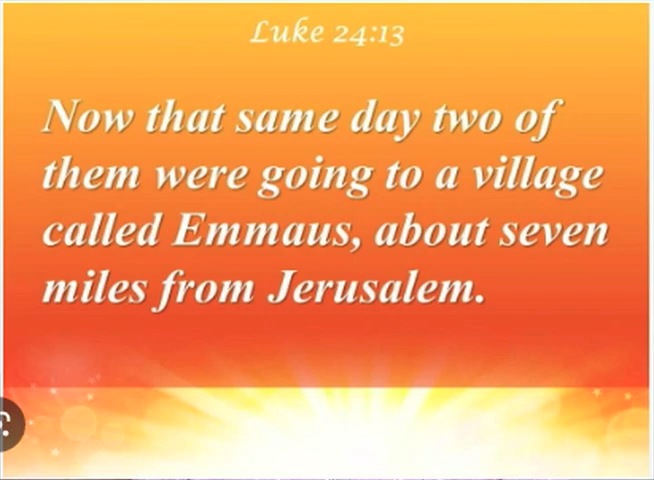 Luke 24:13
Now that same day two of
them were going to a village
called Emmaus, about seven
miles from Jerusalem.